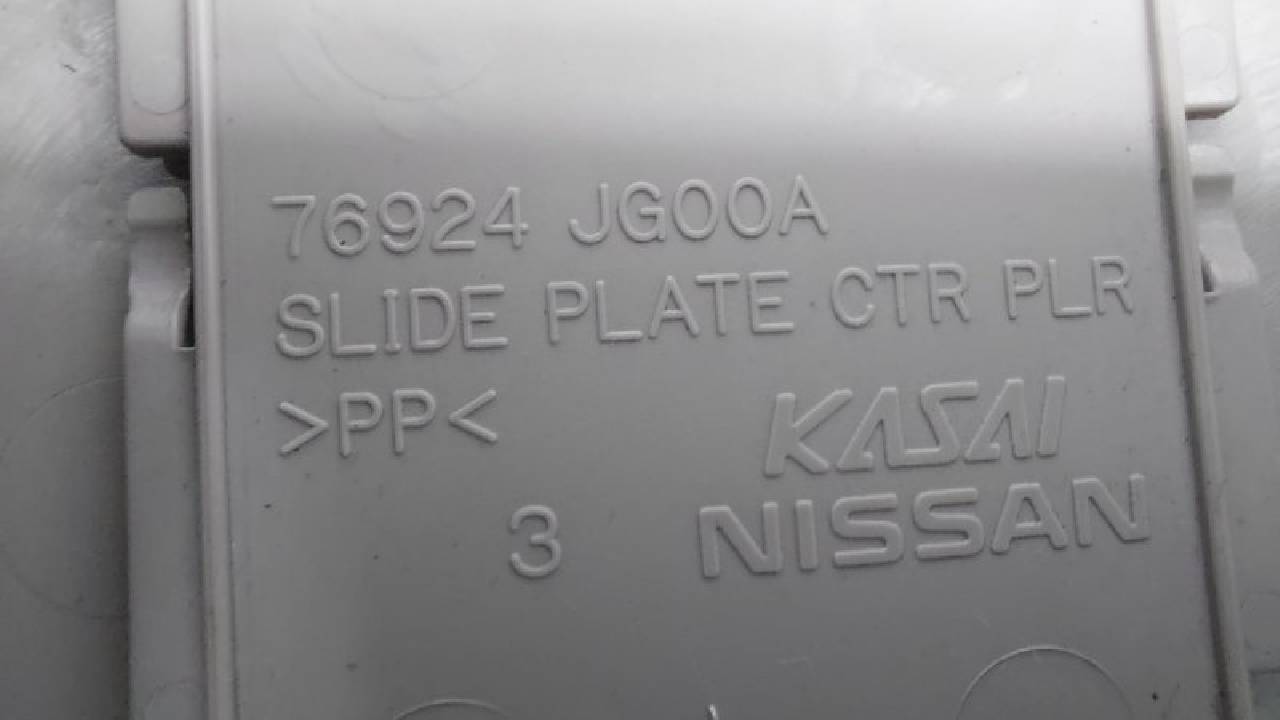 76924 JG00A
SLIDE PLATE CTR PLR
>PP<
KASAI
3 NISSAN